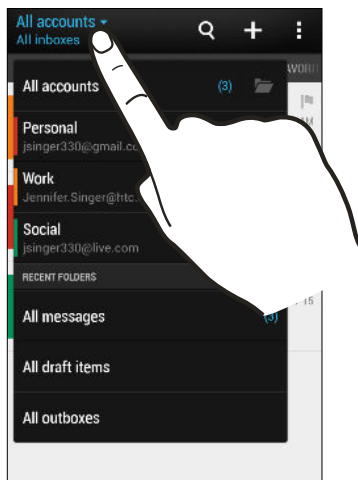 All accounts
All inboxes
All accounts (3)
Personal
jsinger330@gmail.co
Work
Jennifer.Singer@htc.
Social
jsinger330@live.com
RECENT FOLDERS
All messages (3)
All draft items
All outboxes